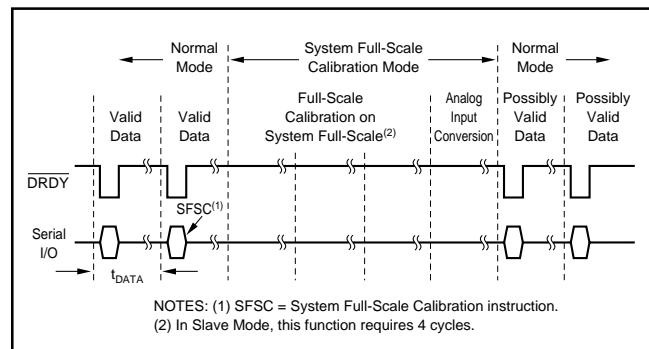 Normal
Mode
System Full-Scale
Calibration Mode
Normal
Mode
Valid
Data
Valid
Data
Full-Scale
Calibration on
System Full-Scale(2)
Analog
Input
Conversion
Possibly
Valid
Data
Possibly
Valid
Data
DRDY
SFSC(1)
Serial
I/O
tDATA
NOTES: (1) SFSC = System Full-Scale Calibration instruction.
(2) In Slave Mode, this function requires 4 cycles.